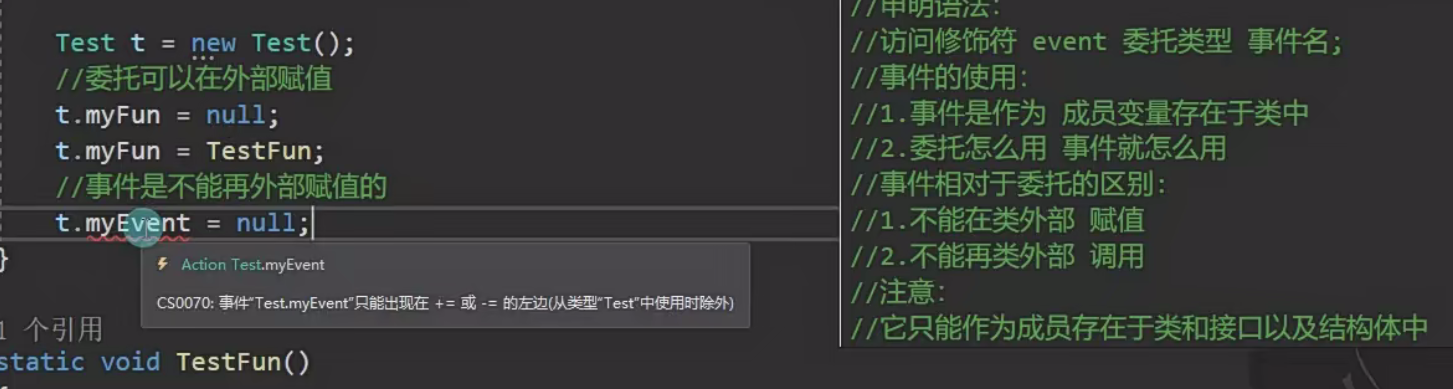 Test t = new Test();
//委托可以在外部赋值
t.myFun = null;
t.myFun = TestFun;
//事件是不能再外部赋值的
t.myEvent = null;
}
Action Test.myEvent
CS0070: 事件“Test.myEvent”只能出现在 += 或 -= 的左边(从类型“Test”中使用时除外)
1 个引用
static void TestFun()
//申明语法:
//访问修饰符 event 委托类型 事件名;
//事件的使用:
//1.事件是作为 成员变量存在于类中
//2.委托怎么用 事件就怎么用
//事件相对于委托的区别:
//1.不能在类外部 赋值
//2.不能再类外部 调用
//注意:
//它只能作为成员存在于类和接口以及结构体中